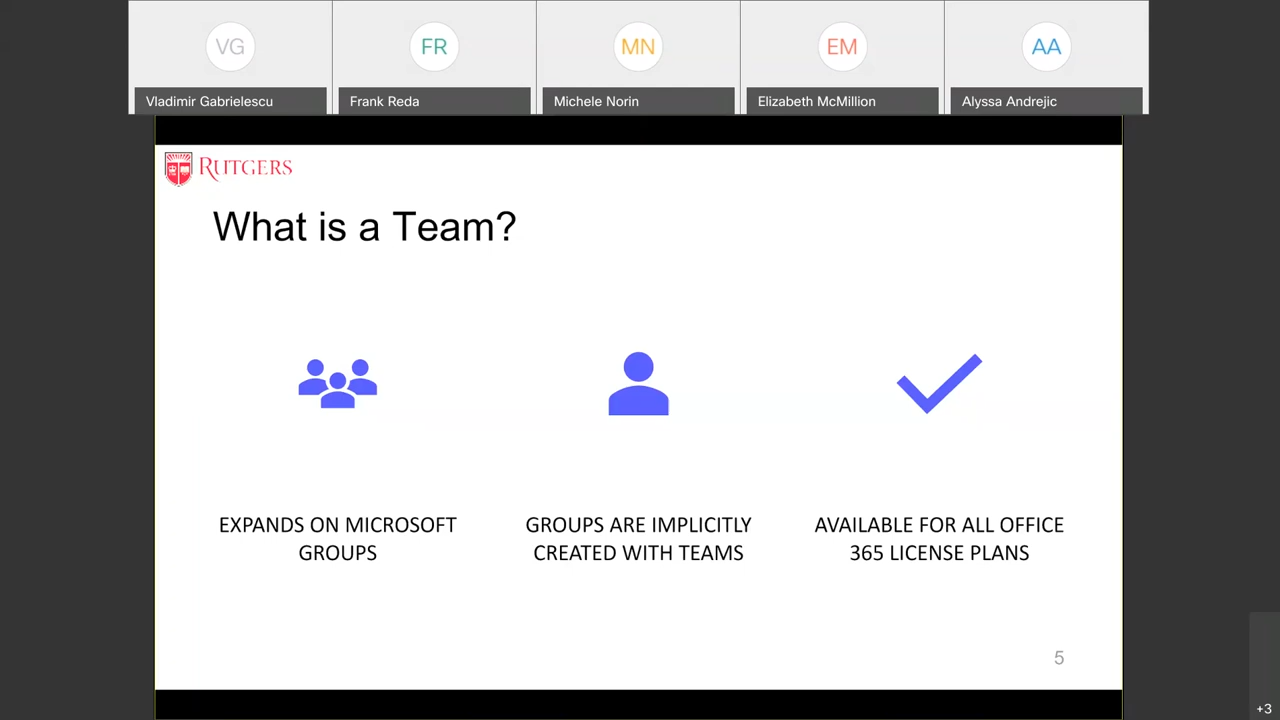 VG
FR
MN
EM
AA
Vladimir Gabrielescu
Frank Reda
Michele Norin
Elizabeth McMillion
Alyssa Andrejic
RUTGERS
What is a Team?
EXPANDS ON MICROSOFT
GROUPS
GROUPS ARE IMPLICITLY
CREATED WITH TEAMS
AVAILABLE FOR ALL OFFICE
365 LICENSE PLANS
5
+3